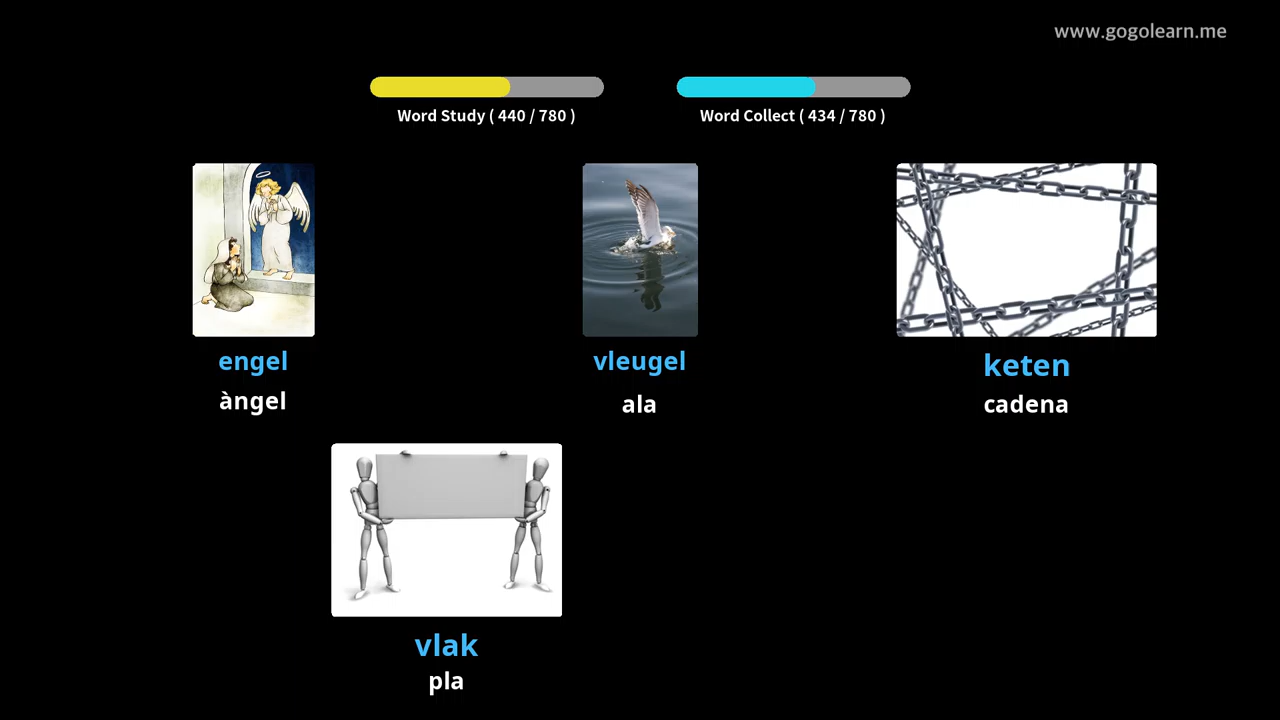 www.gogolearn.me
Word Study ( 440 / 780 )
Word Collect ( 434 / 780 )
engel
àngel
vleugel
ala
keten
cadena
vlak
pla